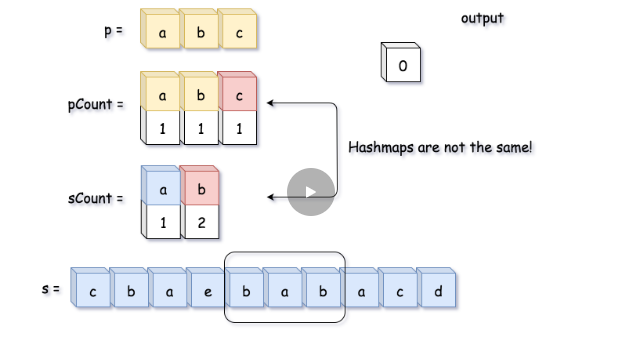 output
p = a b c
0
pCount = a b c
1 1 1
Hashmaps are not the same!
sCount = a b
1 2
s = c b a e b a b a c d